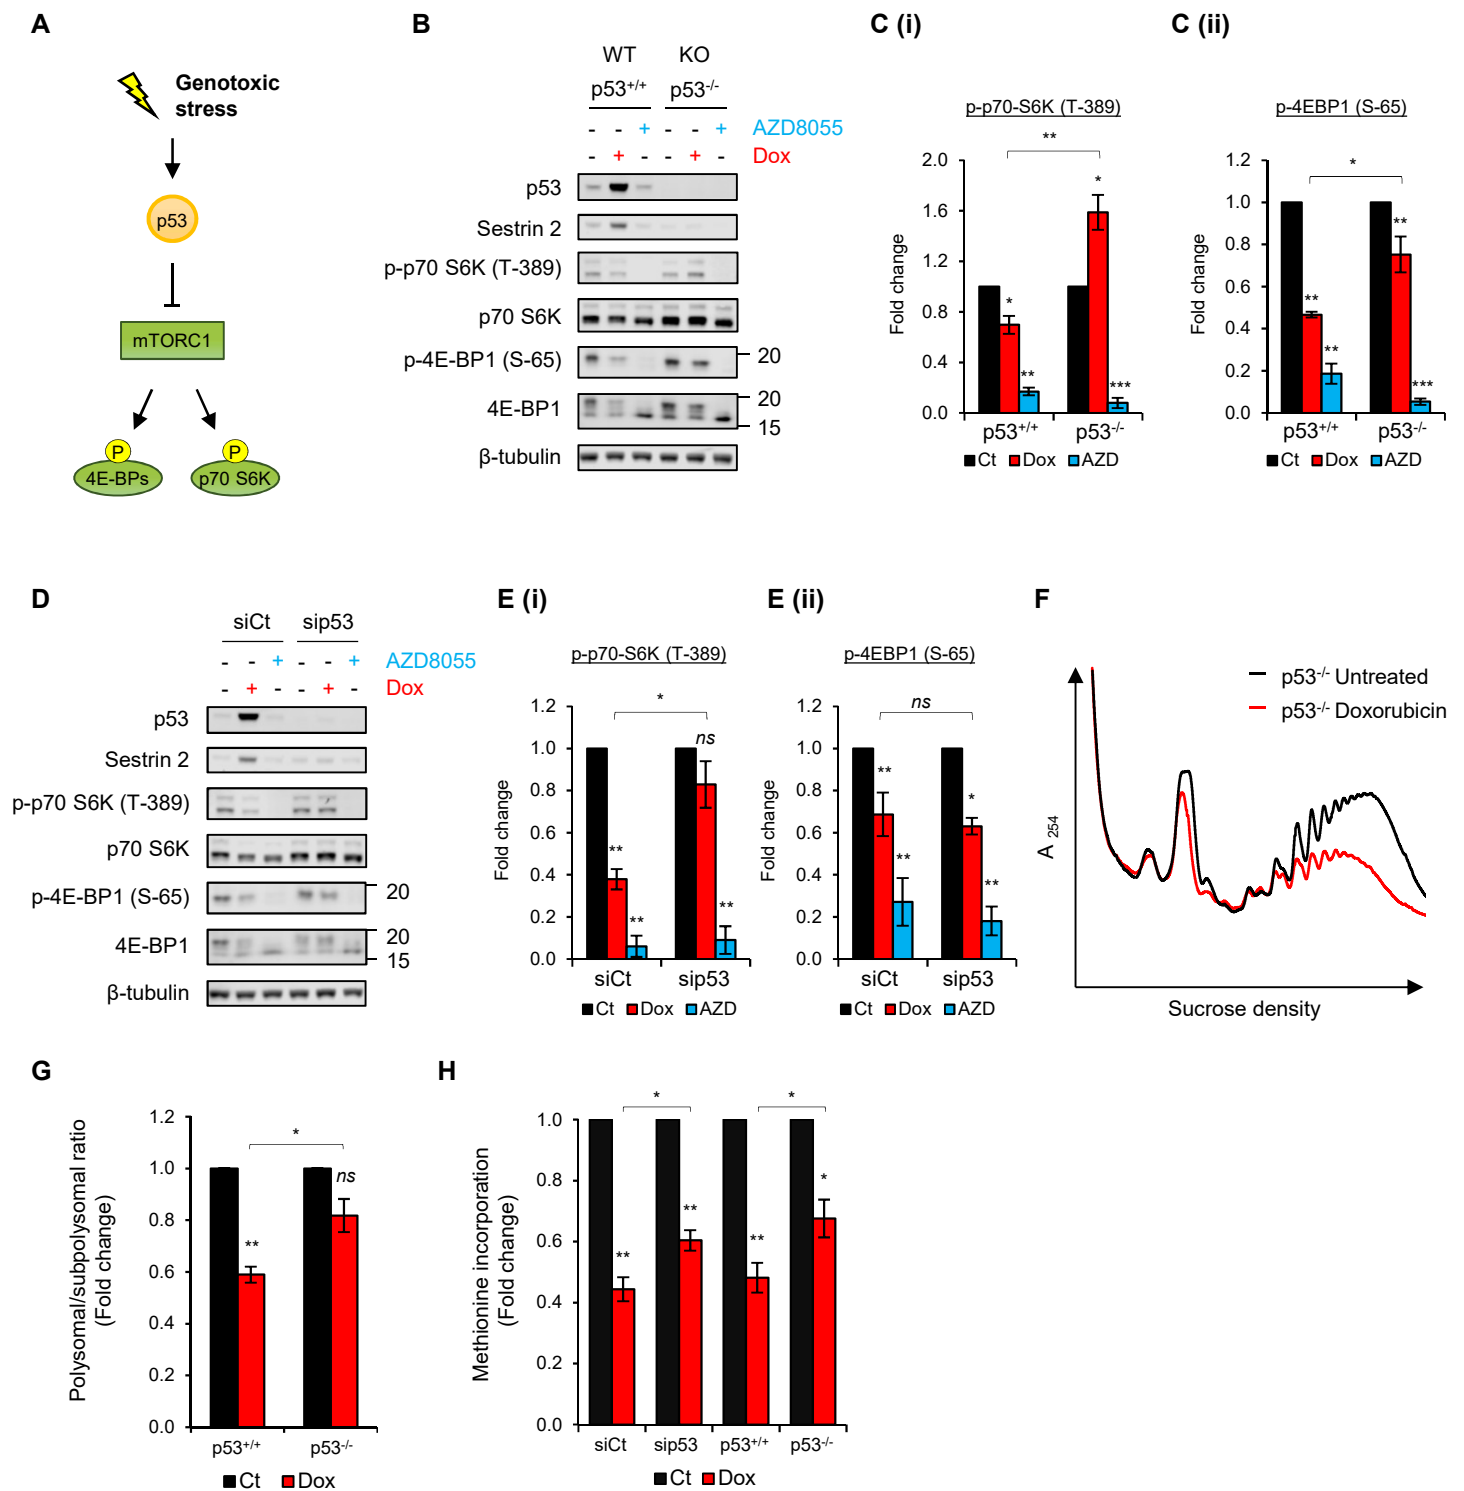 A
Genotoxic
stress
p53
mTORC1
P
P
4E-BPs
p70 S6K
B
WT
KO
p53+/+
p53-/-
- - + - - + AZD8055
- + - - + - Dox
p53
Sestrin 2
p-p70 S6K (T-389)
p70 S6K
p-4E-BP1 (S-65)
20
4E-BP1
20
15
β-tubulin
C (i)
p-p70-S6K (T-389)
**
2.0
1.6
1.2
0.8
0.4
0.0
Fold change
*
**
*
***
p53+/+
p53-/-
Ct Dox AZD
C (ii)
p-4EBP1 (S-65)
*
1.2
1.0
0.8
0.6
0.4
0.2
0.0
Fold change
**
**
**
***
p53+/+
p53-/-
Ct Dox AZD
D
siCt
sip53
- - + - - + AZD8055
- + - - + - Dox
p53
Sestrin 2
p-p70 S6K (T-389)
p70 S6K
p-4E-BP1 (S-65)
20
4E-BP1
20
15
β-tubulin
E (i)
p-p70-S6K (T-389)
*
1.2
1.0
0.8
0.6
0.4
0.2
0.0
Fold change
**
**
ns
**
siCt
sip53
Ct Dox AZD
E (ii)
p-4EBP1 (S-65)
ns
1.2
1.0
0.8
0.6
0.4
0.2
0.0
Fold change
**
**
*
**
siCt
sip53
Ct Dox AZD
F
p53-/- Untreated
p53-/- Doxorubicin
A 254
Sucrose density
G
Polysomal/subpolysomal ratio
(Fold change)
1.2
1.0
0.8
0.6
0.4
0.2
0.0
*
**
ns
p53+/+
p53-/-
Ct Dox
H
Methionine incorporation
(Fold change)
1.0
0.8
0.6
0.4
0.2
0.0
*
*
**
**
**
*
siCt
sip53
p53+/+
p53-/-
Ct Dox